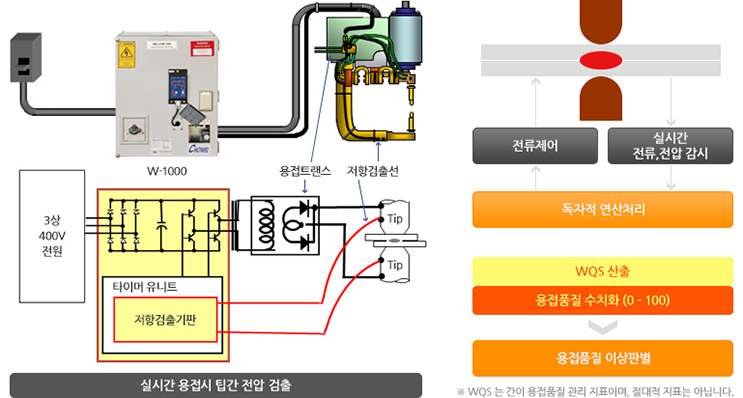 W-1000
CHOWEL
용접트랜스
저항검출선
3상
400V
전원
타이머 유니트
저항검출기판
Tip
Tip
실시간 용접시 팁간 전압 검출
전류제어
실시간
전류,전압 감시
독자적 연산처리
WQS 산출
용접품질 수치화 (0 - 100)
용접품질 이상판별
※ WQS 는 간이 용접품질 관리 지표이며, 절대적 지표는 아닙니다.